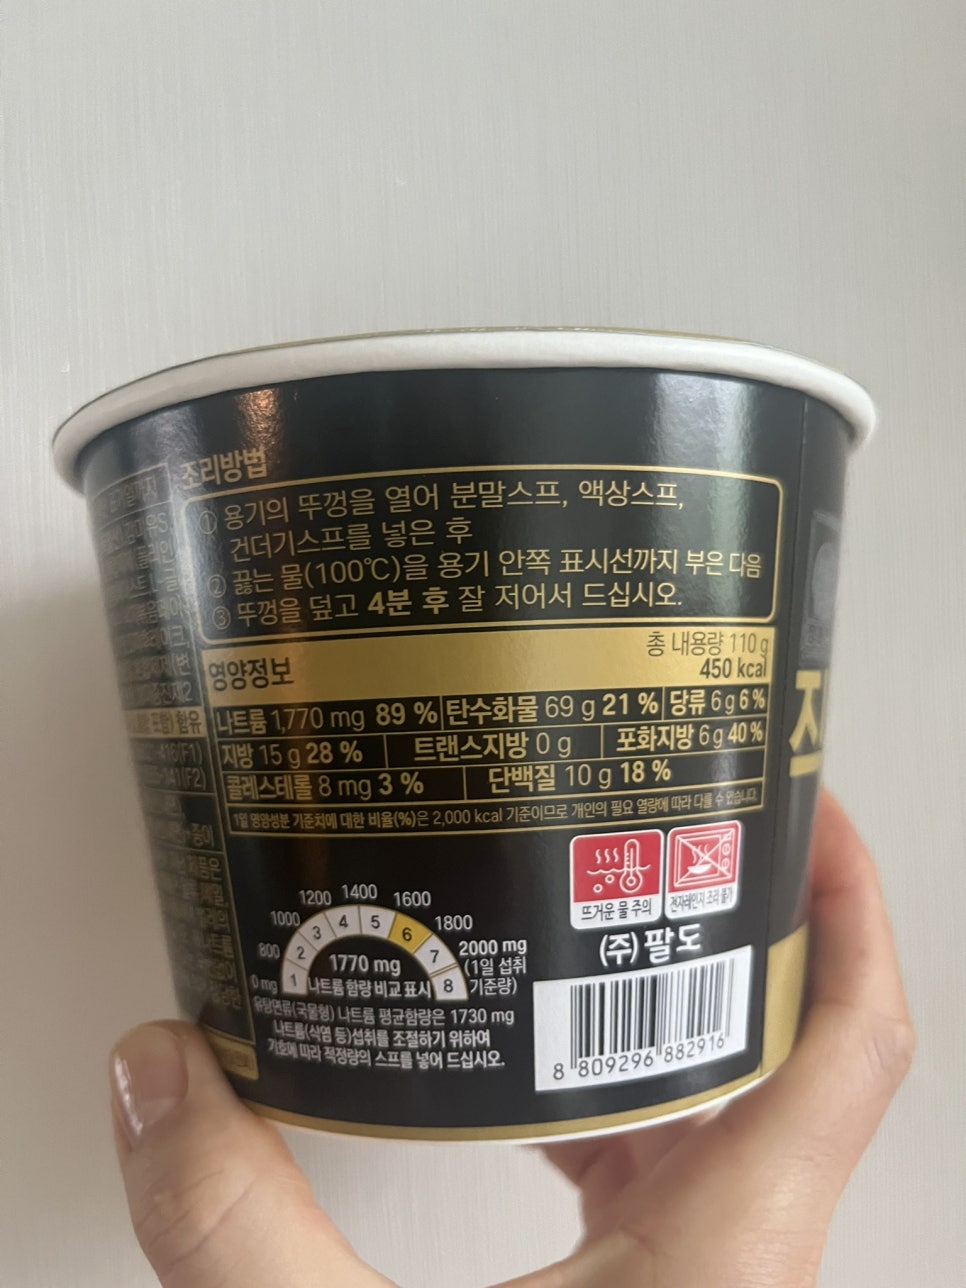 조리방법
① 용기의 뚜껑을 열어 분말스프, 액상스프,
건더기스프를 넣은 후
② 끓는 물(100℃)을 용기 안쪽 표시선까지 부은 다음
③ 뚜껑을 덮고 4분 후 잘 저어서 드십시오.
영양정보
총 내용량 110 g
450 kcal
나트륨 1,770 mg 89 % 탄수화물 69 g 21 % 당류 6 g 6 %
지방 15 g 28 % 트랜스지방 0 g 포화지방 6 g 40 %
콜레스테롤 8 mg 3 % 단백질 10 g 18 %
1일 영양성분 기준치에 대한 비율(%)은 2,000 kcal 기준이므로 개인의 필요 열량에 따라 다를 수 있습니다.
뜨거운 물 주의
전자레인지 조리 불가
(주)팔도
0 mg 800 1000 1200 1400 1600 1800 2000 mg
(1일 섭취
기준량)
1 2 3 4 5 6 7 8
1770 mg
나트륨 함량 비교 표시
유탕면류(국물형) 나트륨 평균함량은 1730 mg
나트륨(식염 등)섭취를 조절하기 위하여
기호에 따라 적정량의 스프를 넣어 드십시오.
8 809296 882916
함유